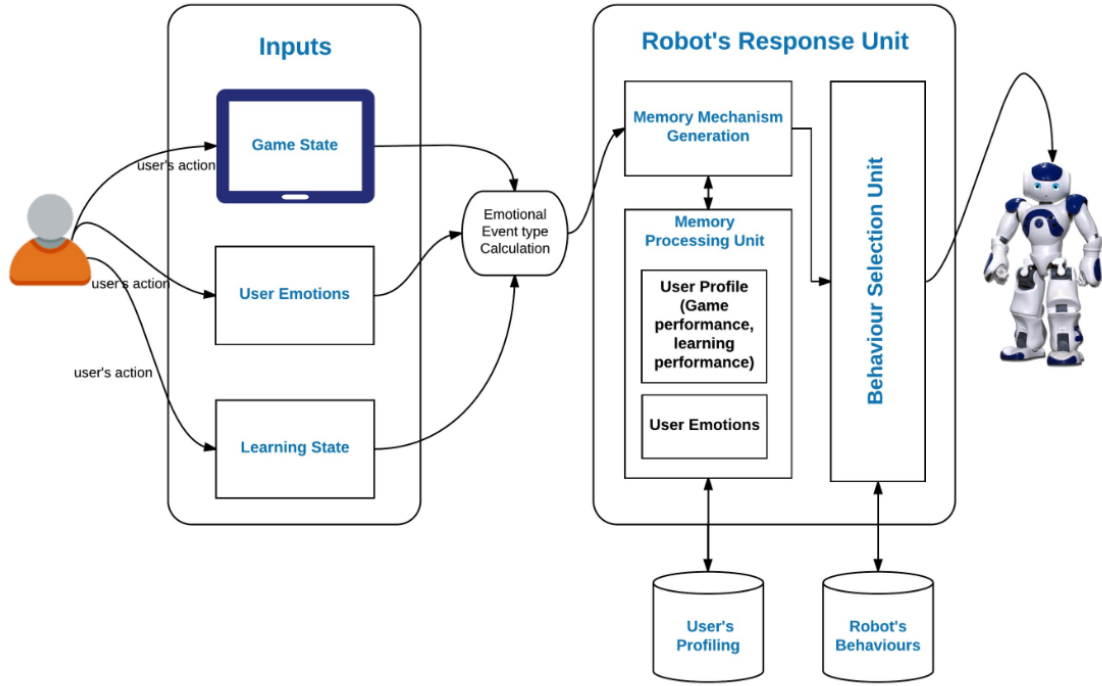 Inputs
Game State
user's action
User Emotions
user's action
Learning State
user's action
Emotional
Event type
Calculation
Robot's Response Unit
Memory Mechanism
Generation
Memory
Processing Unit
User Profile
(Game
performance,
learning
performance)
User Emotions
Behaviour Selection Unit
User's
Profiling
Robot's
Behaviours